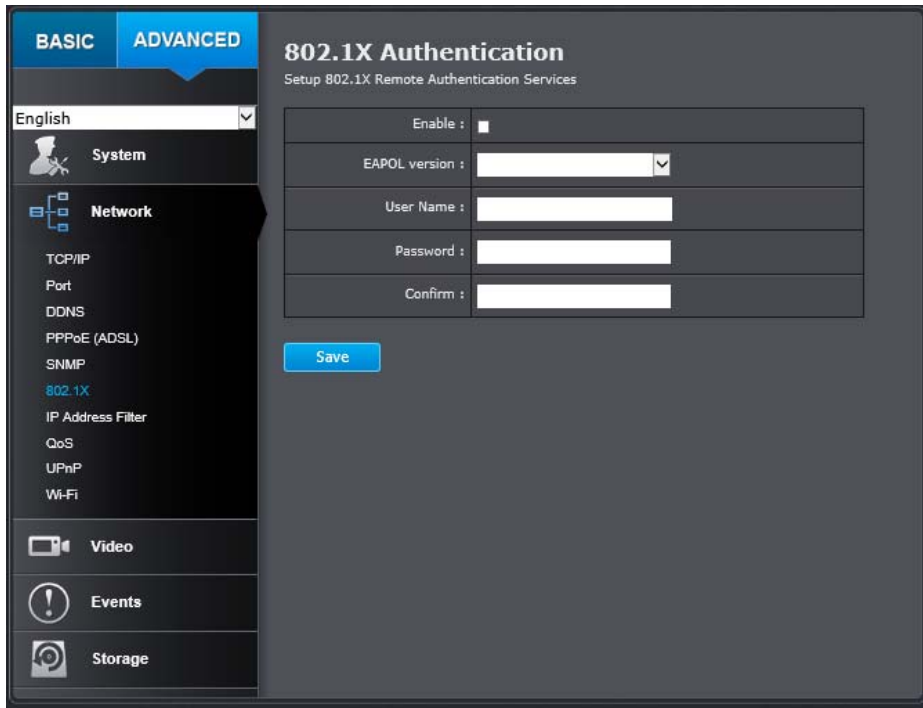 BASIC ADVANCED
English
System
Network
TCP/IP
Port
DDNS
PPPoE (ADSL)
SNMP
802.1X
IP Address Filter
QoS
UPnP
Wi-Fi
Video
Events
Storage
802.1X Authentication
Setup 802.1X Remote Authentication Services
Enable :
EAPOL version :
User Name :
Password :
Confirm :
Save